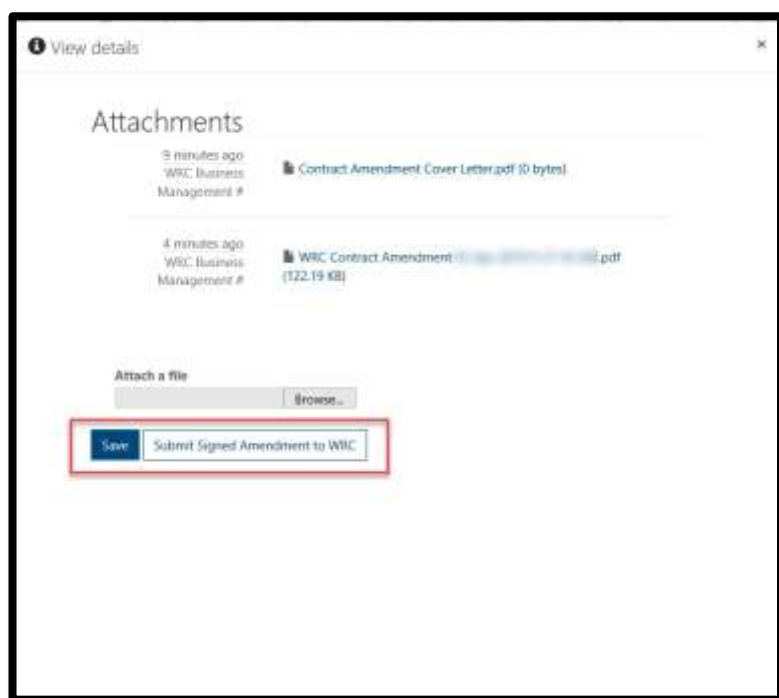 View details
×
Attachments
9 minutes ago
WRC Business
Management #
Contract Amendment Cover Letter.pdf (0 bytes)
4 minutes ago
WRC Business
Management #
WRC Contract Amendment .pdf
(122.19 KB)
Attach a file
Browse...
Save Submit Signed Amendment to WRC